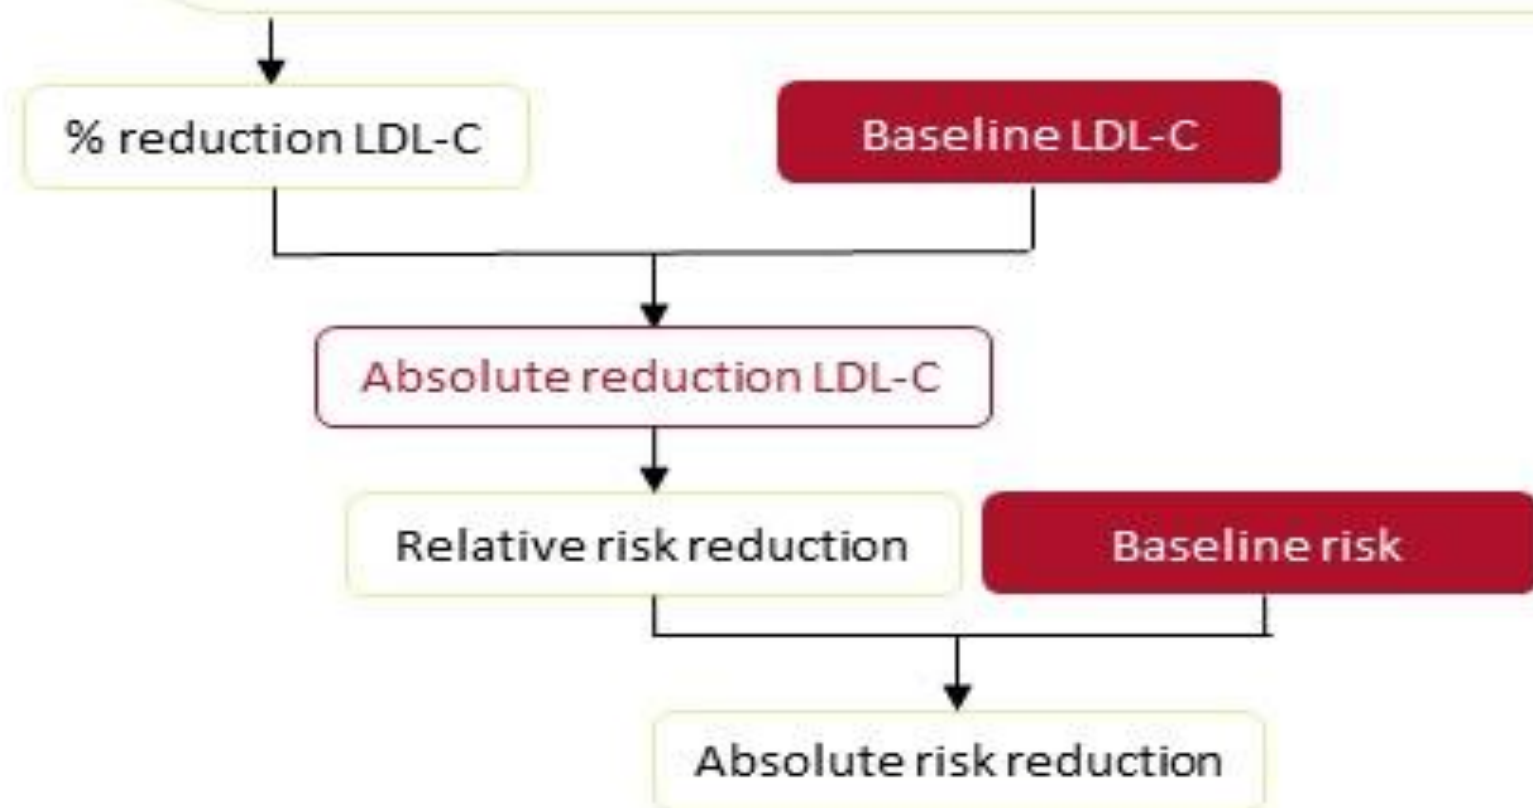 % reduction LDL-C
Baseline LDL-C
Absolute reduction LDL-C
Relative risk reduction
Baseline risk
Absolute risk reduction